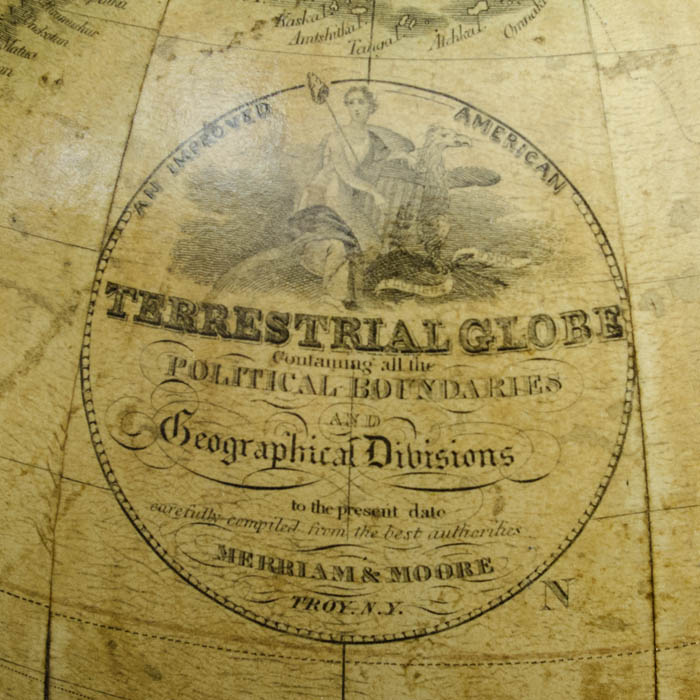 Kaska I.
Amtshitka I.
Tanaga I.
Atchka I.
AN IMPROVED AMERICAN
TERRESTRIAL GLOBE
Containing all the
POLITICAL BOUNDARIES
AND
Geographical Divisions
to the present date
carefully compiled from the best authorities
MERRIAM & MOORE
TROY. N.Y.
N